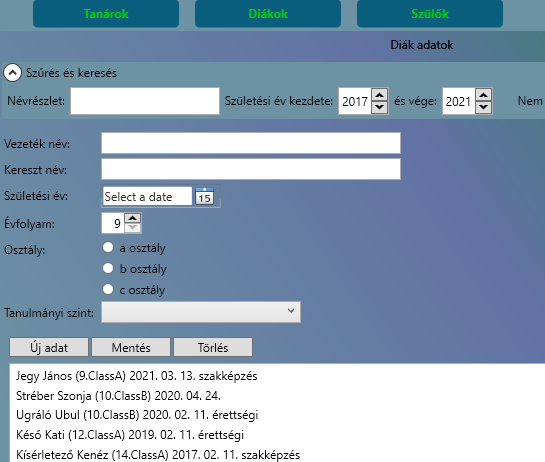 Tanárok Diákok Szülők
Diák adatok
Szűrés és keresés
Névrészlet: Születési év kezdete: 2017 és vége: 2021 Nem
Vezeték név:
Kereszt név:
Születési év: Select a date 15
Évfolyam: 9
Osztály: a osztály
b osztály
c osztály
Tanulmányi szint:
Új adat Mentés Törlés
Jegy János (9.ClassA) 2021. 03. 13. szakképzés
Stréber Szonja (10.ClassB) 2020. 04. 24.
Ugráló Ubul (10.ClassB) 2020. 02. 11. érettségi
Késő Kati (12.ClassA) 2019. 02. 11. érettségi
Kísérletező Kenéz (14.ClassA) 2017. 02. 11. szakképzés